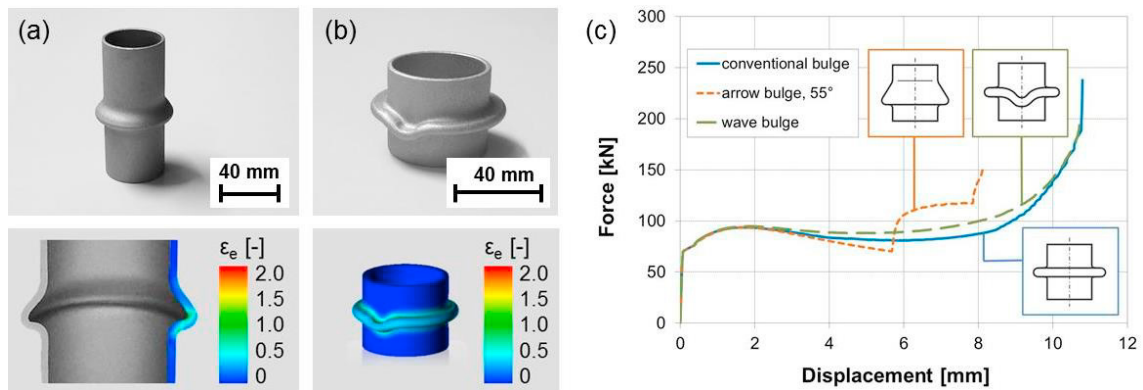 (a)
40 mm
(b)
40 mm
εe [-]
2.0
1.5
1.0
0.5
0
εe [-]
2.0
1.5
1.0
0.5
0
(c)
Force [kN]
300
250
200
150
100
50
0
conventional bulge
arrow bulge, 55°
wave bulge
0 2 4 6 8 10 12
Displacement [mm]